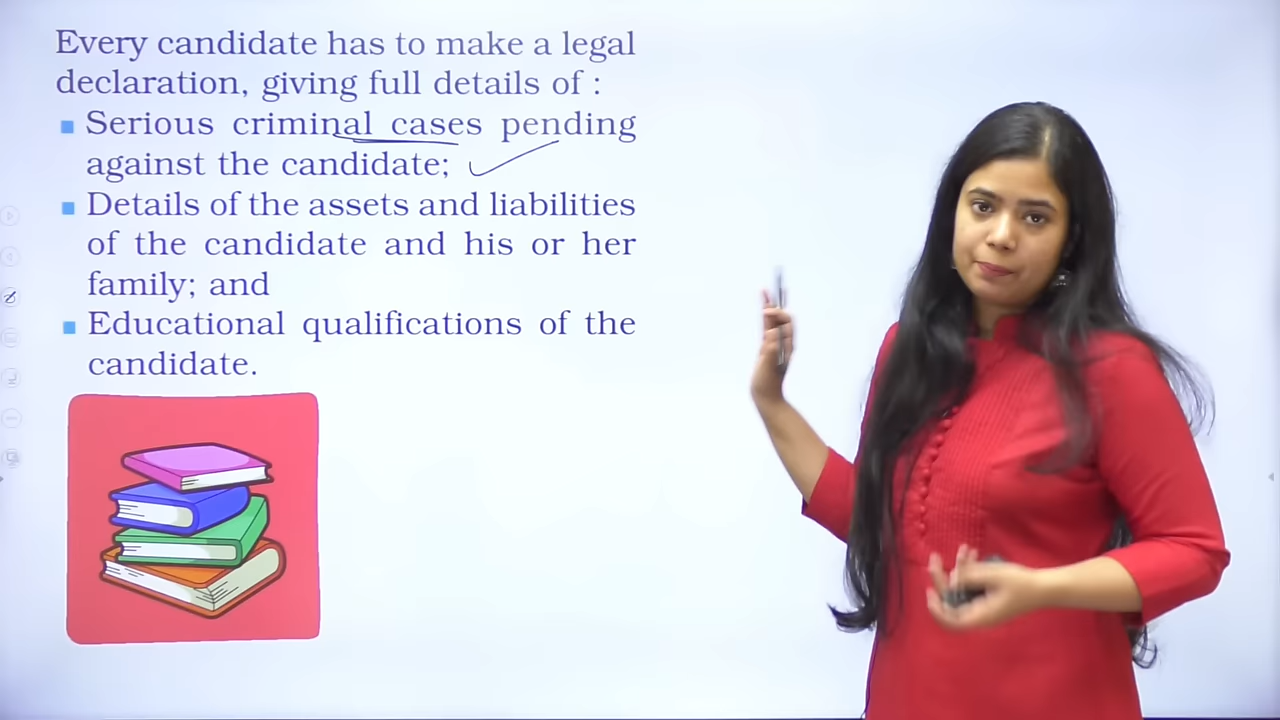 Every candidate has to make a legal
declaration, giving full details of :
Serious criminal cases pending
against the candidate;
Details of the assets and liabilities
of the candidate and his or her
family; and
Educational qualifications of the
candidate.